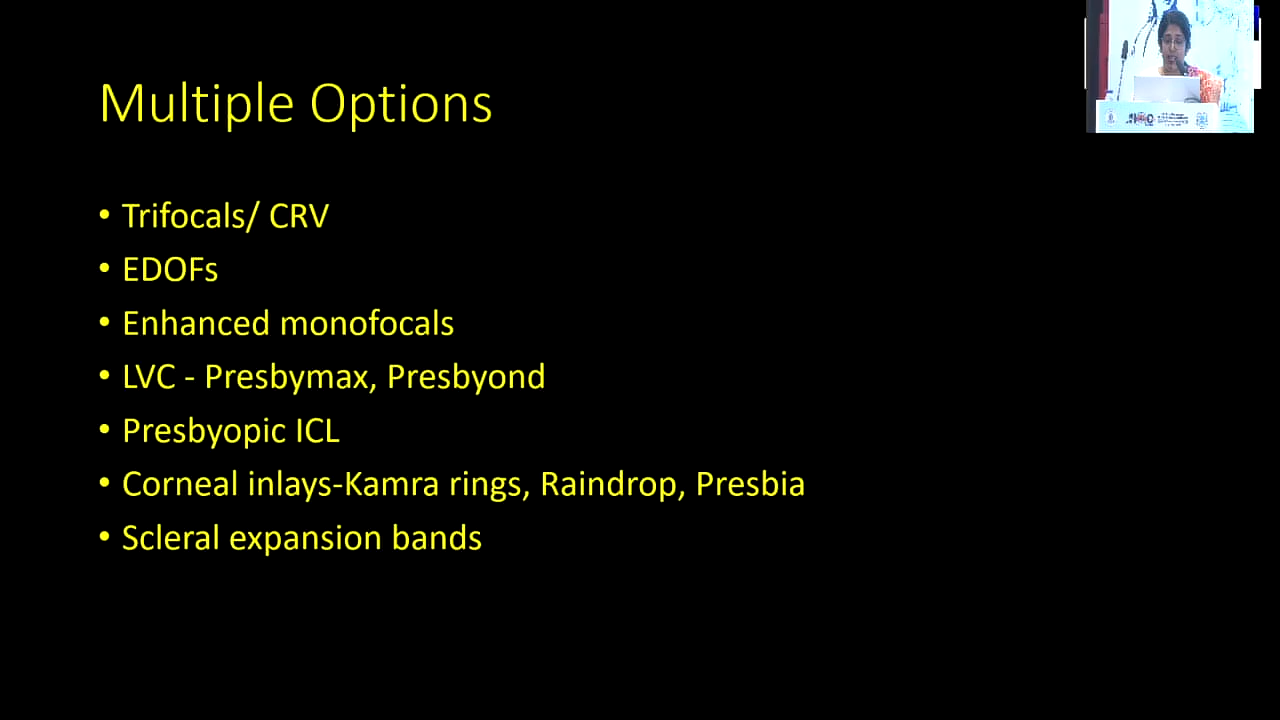 Multiple Options
• Trifocals/ CRV
• EDOFs
• Enhanced monofocals
• LVC - Presbymax, Presbyond
• Presbyopic ICL
• Corneal inlays-Kamra rings, Raindrop, Presbia
• Scleral expansion bands